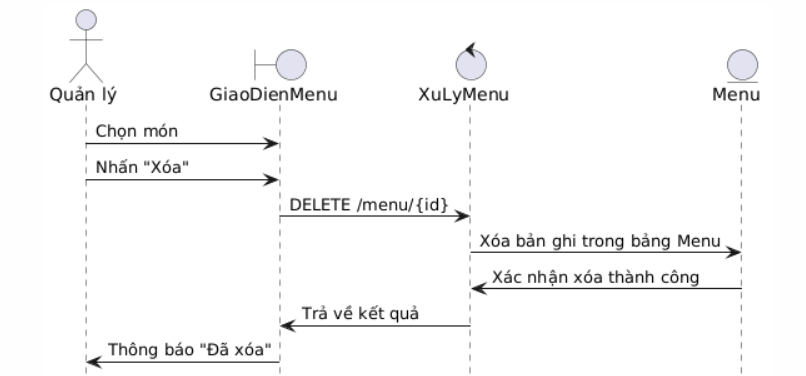 Quản lý
GiaoDienMenu
XuLyMenu
Menu
Chọn món
Nhấn "Xóa"
DELETE /menu/{id}
Xóa bản ghi trong bảng Menu
Xác nhận xóa thành công
Trả về kết quả
Thông báo "Đã xóa"